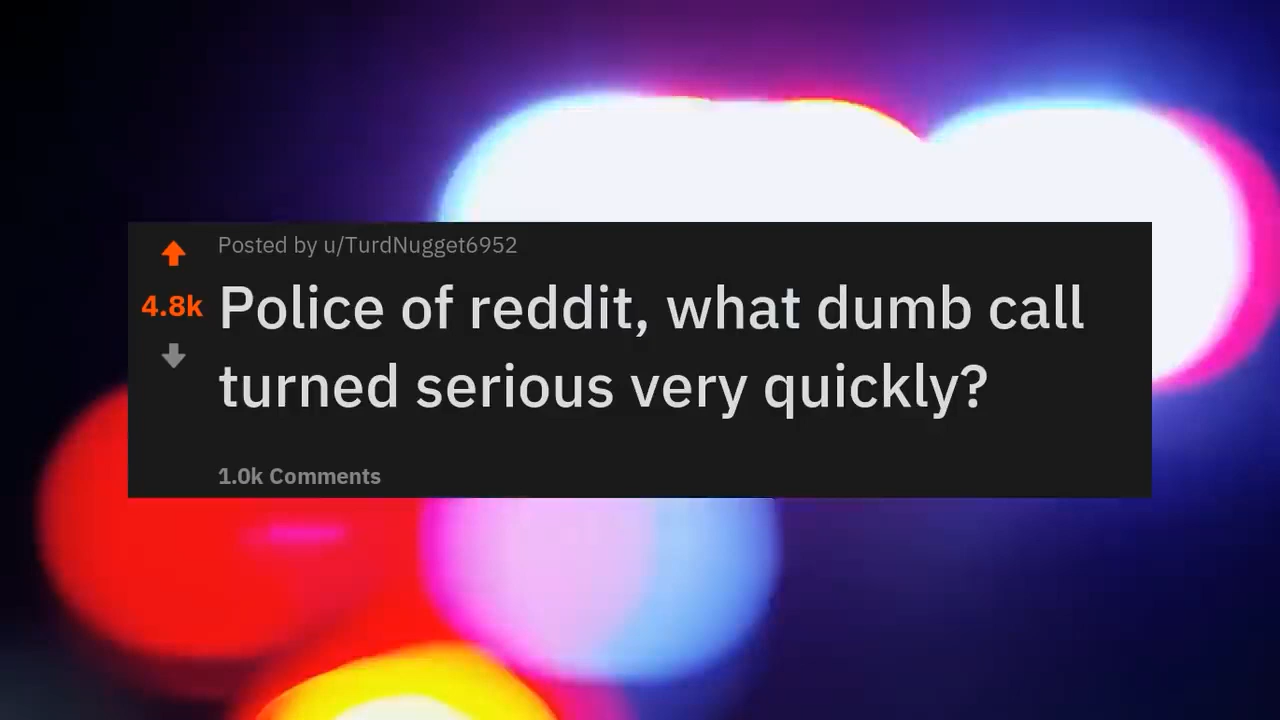 Posted by u/TurdNugget6952
4.8k
Police of reddit, what dumb call
turned serious very quickly?
1.0k Comments